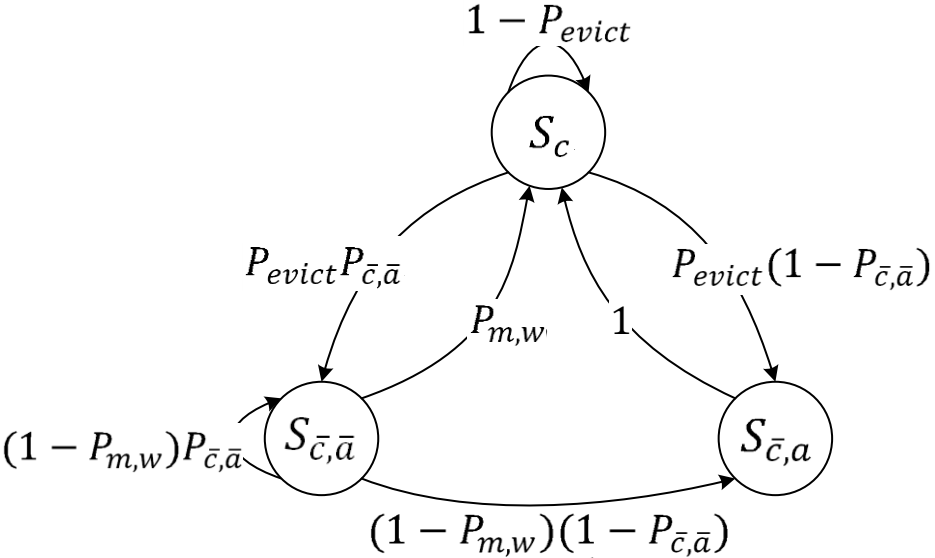 1 − P_evict
S_c
P_evict P_c̄,ā
P_evict(1 − P_c̄,ā)
P_m,w
1
(1 − P_m,w)P_c̄,ā
S_c̄,ā
S_c̄,a
(1 − P_m,w)(1 − P_c̄,ā)